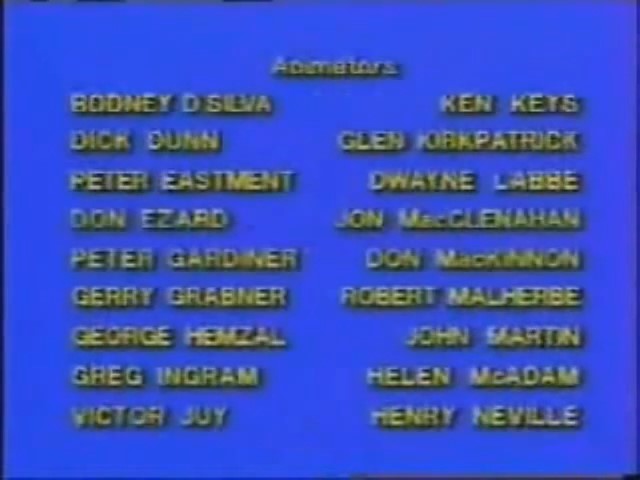 Animators
RODNEY D'SILVA KEN KEYS
DICK DUNN GLEN KIRKPATRICK
PETER EASTMENT DWAYNE LABBE
DON EZARD JON MacCLENAHAN
PETER GARDINER DON MacKINNON
GERRY GRABNER ROBERT MALHERBE
GEORGE HEMZAL JOHN MARTIN
GREG INGRAM HELEN McADAM
VICTOR JUY HENRY NEVILLE